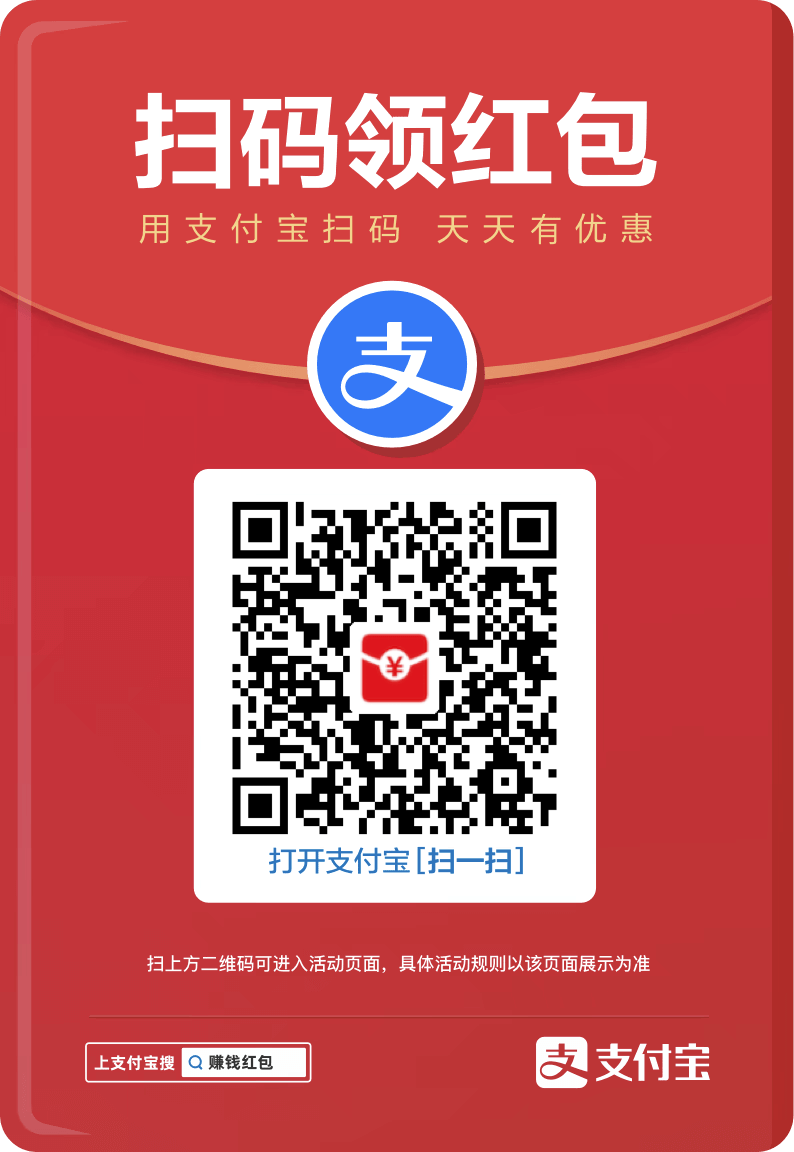 扫码领红包
用支付宝扫码 天天有优惠
支
¥
打开支付宝[扫一扫]
扫上方二维码可进入活动页面，具体活动规则以该页面展示为准
上支付宝搜 赚钱红包
支 支付宝